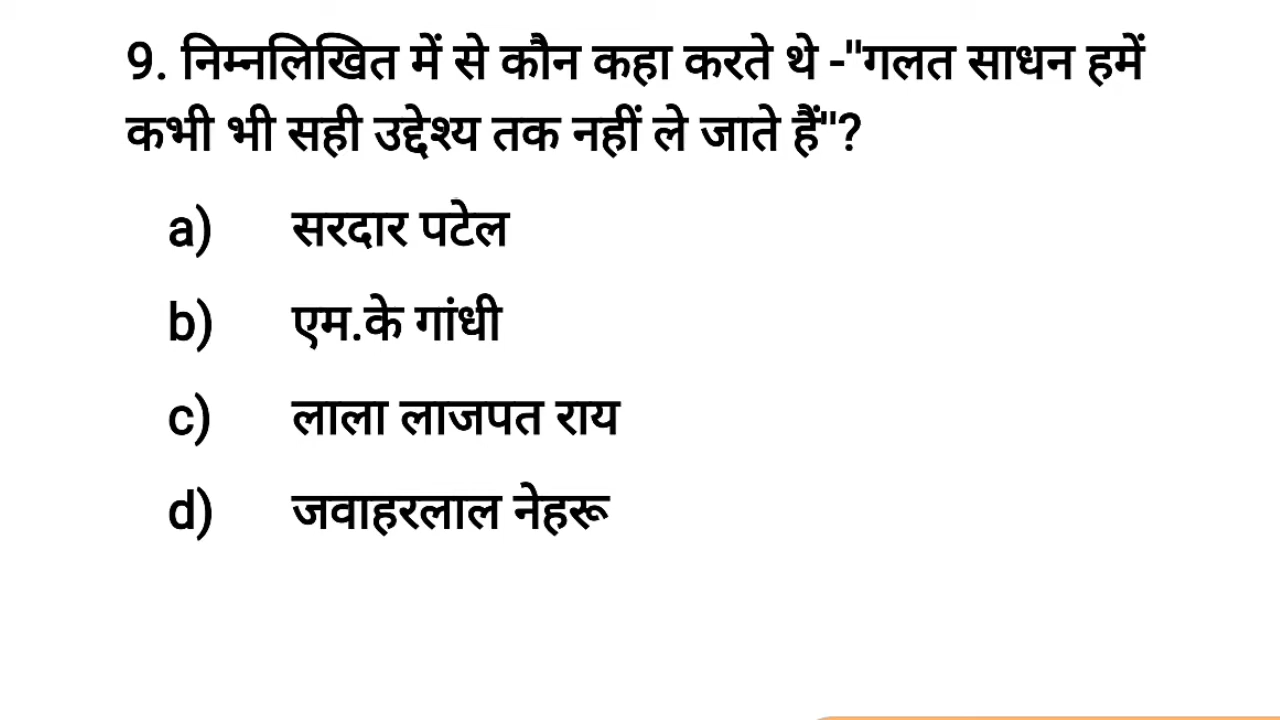 9. निम्नलिखित में से कौन कहा करते थे -"गलत साधन हमें
कभी भी सही उद्देश्य तक नहीं ले जाते हैं"?
a) सरदार पटेल
b) एम.के गांधी
c) लाला लाजपत राय
d) जवाहरलाल नेहरू